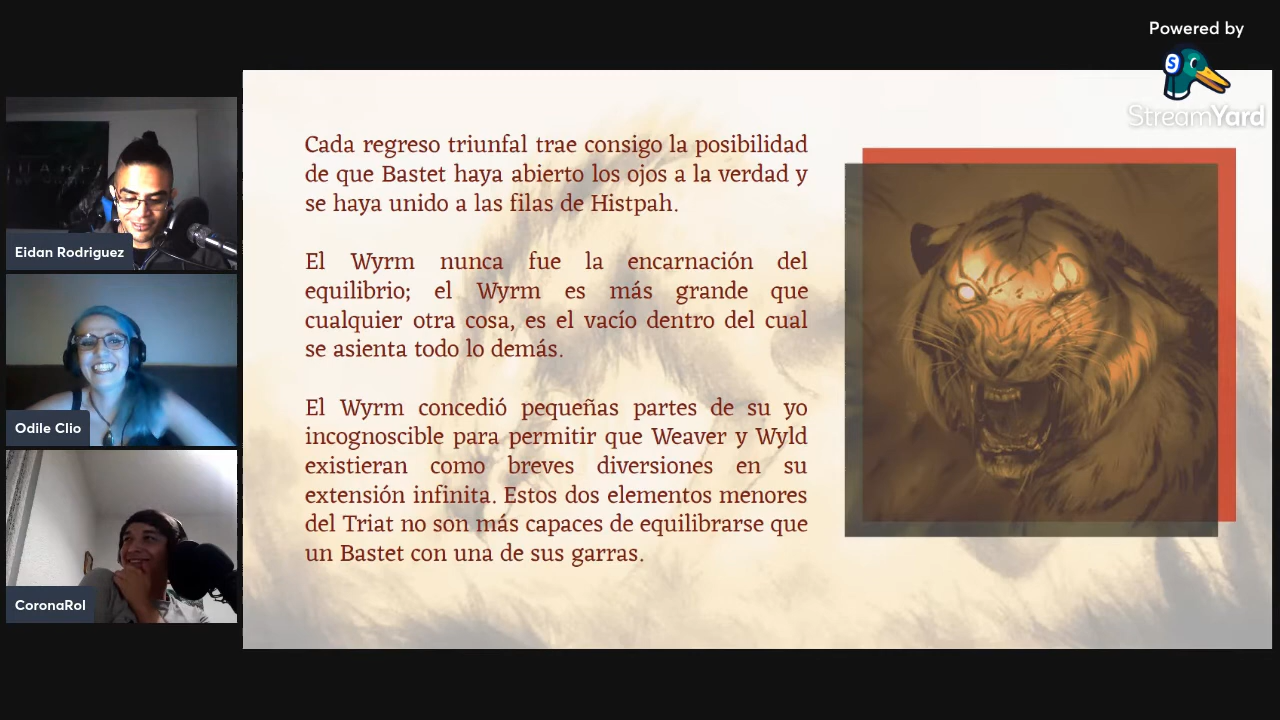 Powered by
StreamYard
Cada regreso triunfal trae consigo la posibilidad
de que Bastet haya abierto los ojos a la verdad y
se haya unido a las filas de Histpah.
El Wyrm nunca fue la encarnación del
equilibrio; el Wyrm es más grande que
cualquier otra cosa, es el vacío dentro del cual
se asienta todo lo demás.
El Wyrm concedió pequeñas partes de su yo
incognoscible para permitir que Weaver y Wyld
existieran como breves diversiones en su
extensión infinita. Estos dos elementos menores
del Triat no son más capaces de equilibrarse que
un Bastet con una de sus garras.
Eidan Rodriguez
Odile Clio
CoronaRol